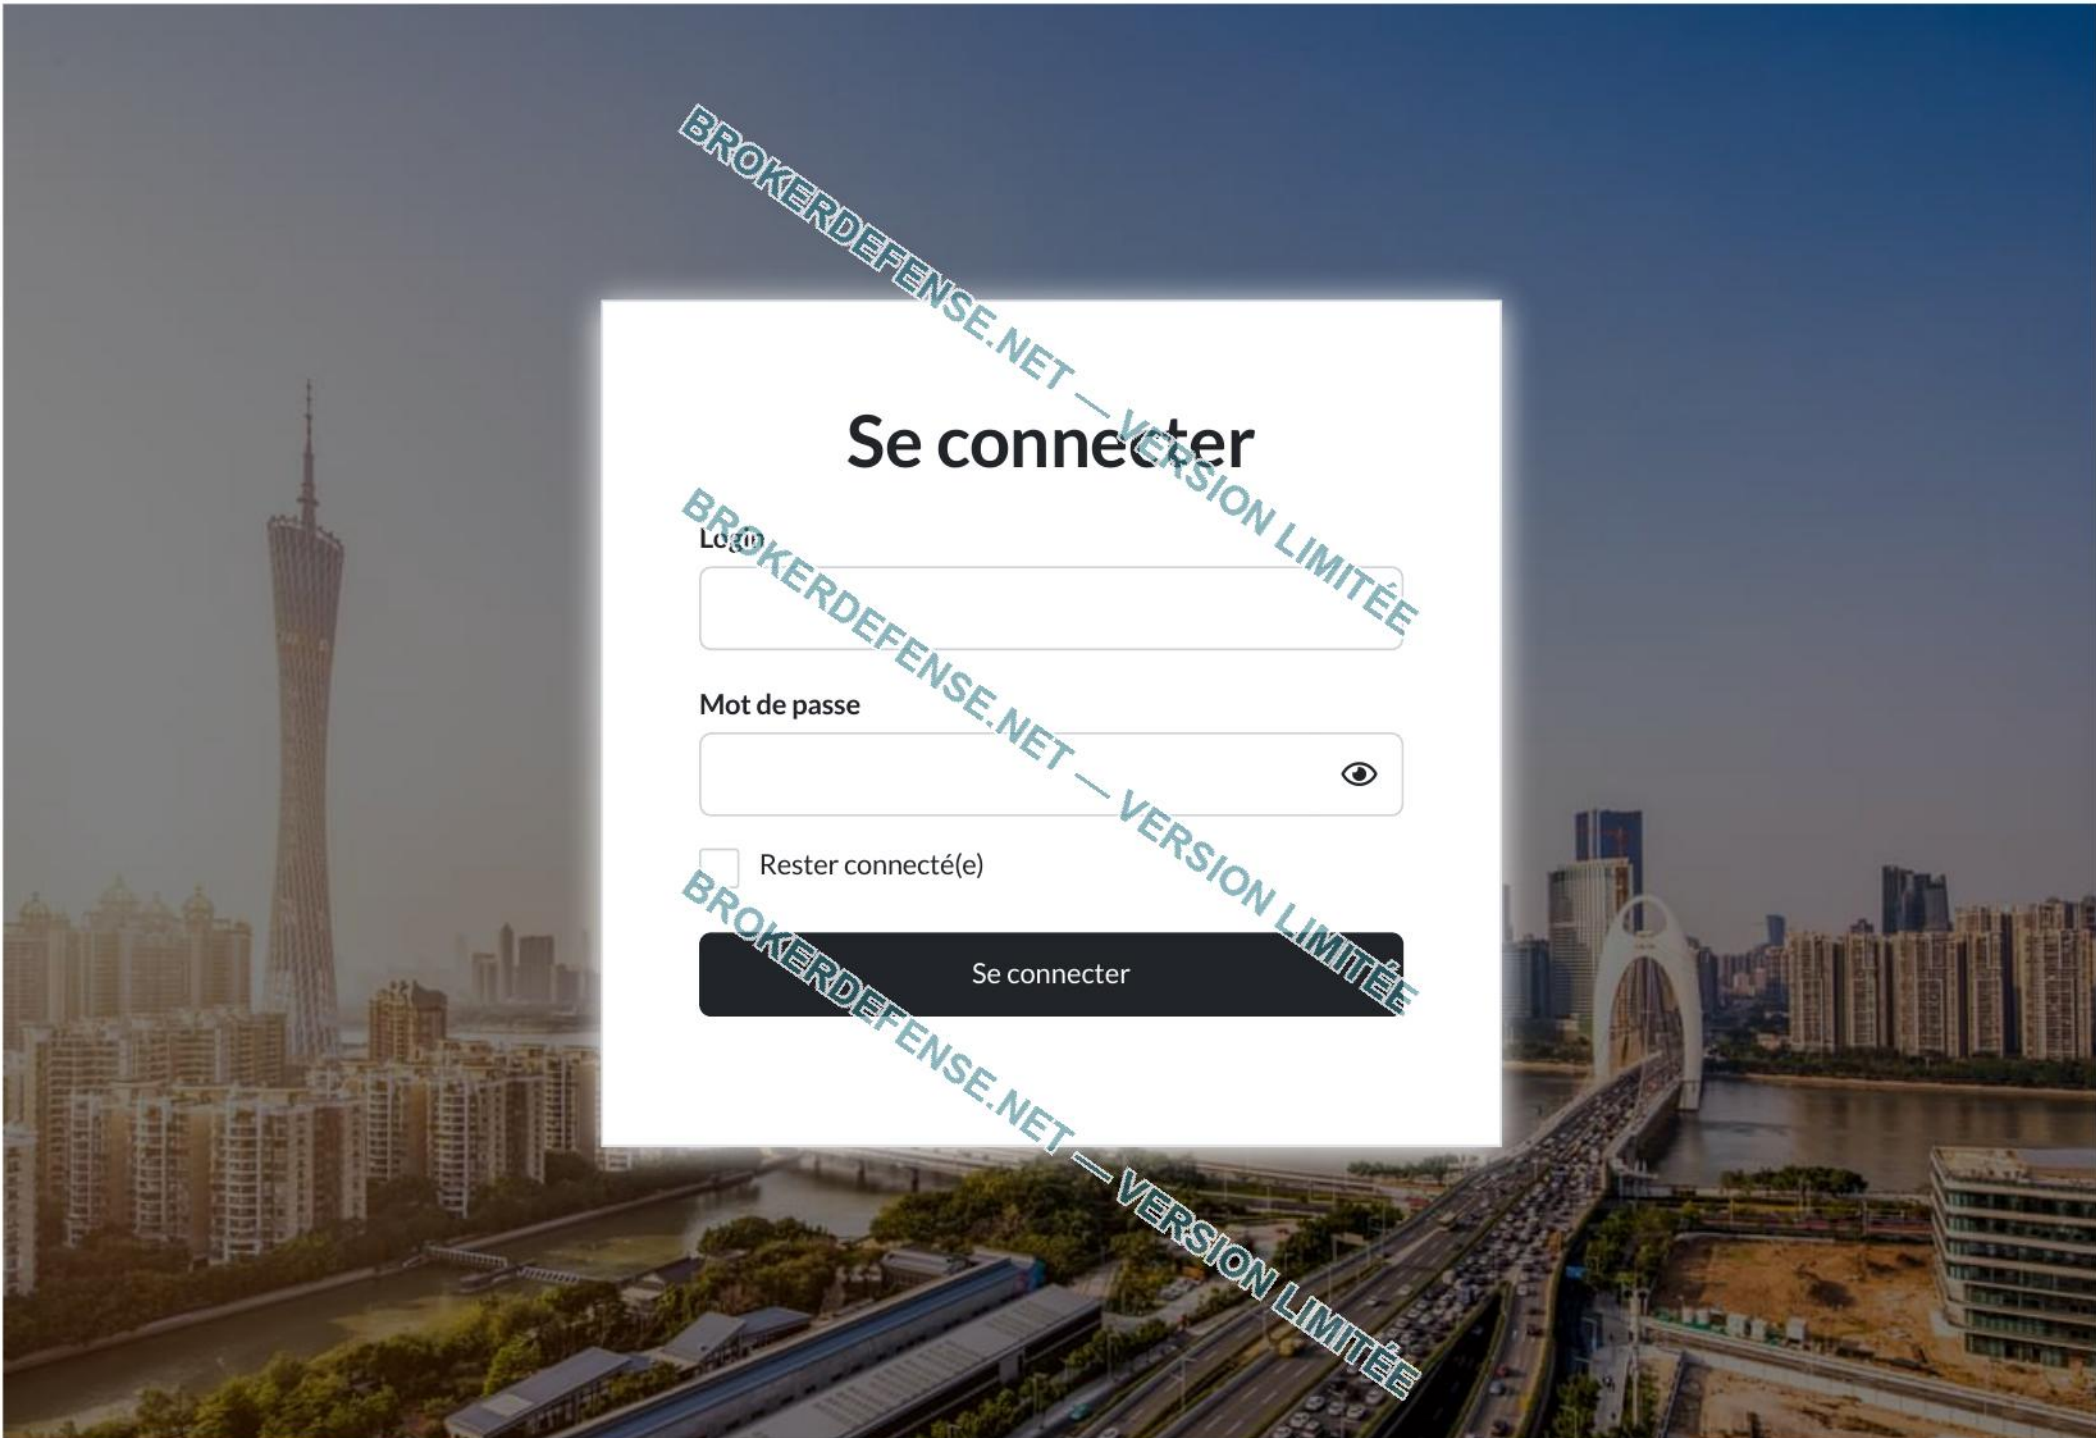 BROKERDEFENSE.NET — VERSION LIMITÉE
Se connecter
BROKERDEFENSE.NET — VERSION LIMITÉE
Login
Mot de passe
Rester connecté(e)
BROKERDEFENSE.NET — VERSION LIMITÉE
Se connecter